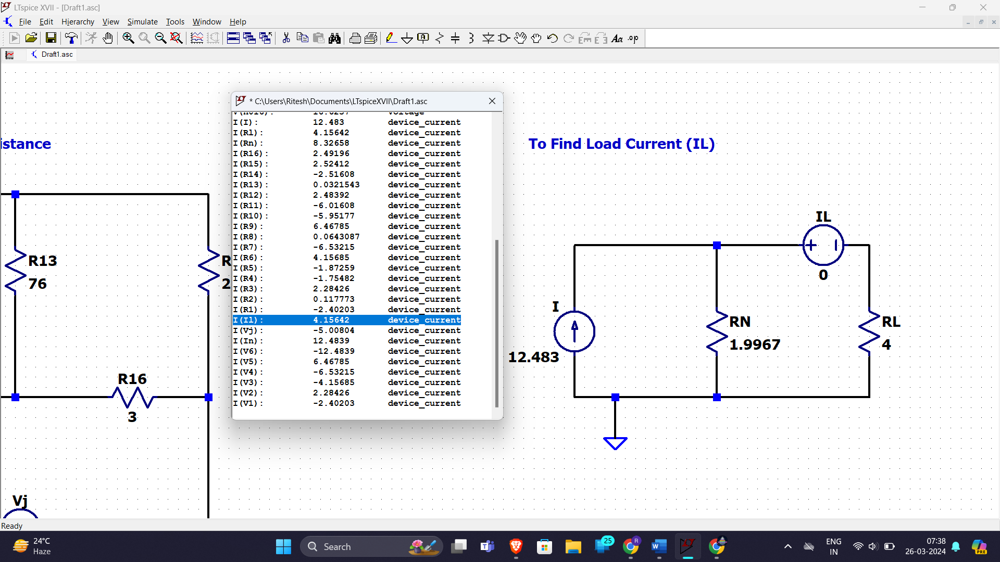 LTspice XVII - [Draft1.asc]
File Edit Hierarchy View Simulate Tools Window Help
Draft1.asc
istance
* C:\Users\Ritesh\Documents\LTspiceXVII\Draft1.asc
I(I): 12.483 device_current
I(Rl): 4.15642 device_current
I(Rn): 8.32658 device_current
I(R16): 2.49196 device_current
I(R15): 2.52412 device_current
I(R14): -2.51608 device_current
I(R13): 0.0321543 device_current
I(R12): 2.48392 device_current
I(R11): -6.01608 device_current
I(R10): -5.95177 device_current
I(R9): 6.46785 device_current
I(R8): 0.0643087 device_current
I(R7): -6.53215 device_current
I(R6): 4.15685 device_current
I(R5): -1.87259 device_current
I(R4): -1.75482 device_current
I(R3): 2.28426 device_current
I(R2): 0.117773 device_current
I(R1): -2.40203 device_current
I(Il): 4.15642 device_current
I(Vj): -5.00804 device_current
I(In): 12.4839 device_current
I(V6): -12.4839 device_current
I(V5): 6.46785 device_current
I(V4): -6.53215 device_current
I(V3): -4.15685 device_current
I(V2): 2.28426 device_current
I(V1): -2.40203 device_current
To Find Load Current (IL)
R13
76
R
2
R16
3
Vj
IL
0
I
12.483
RN
1.9967
RL
4
Ready
24°C
Haze
Search
25
ENG
IN
07:38
26-03-2024
PRE